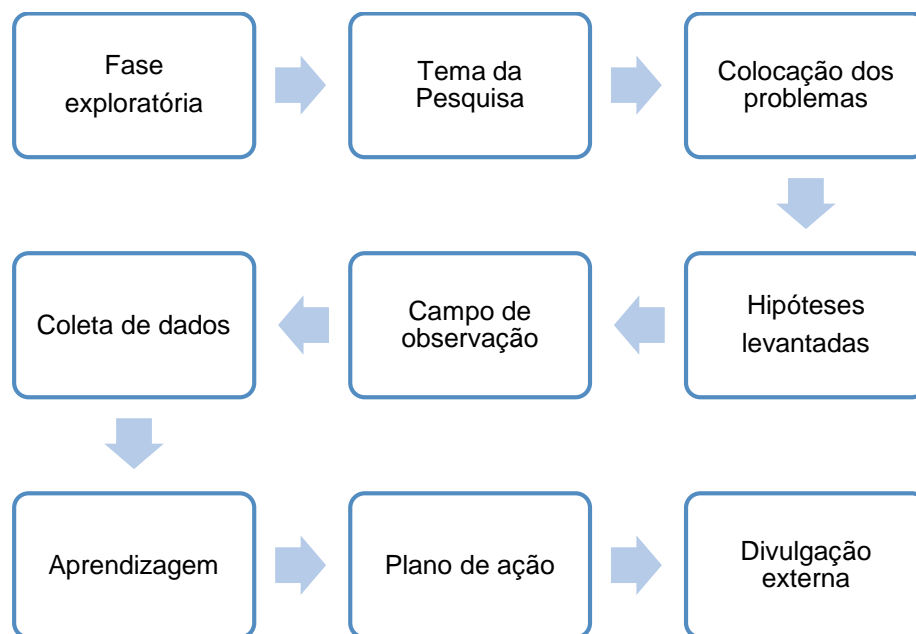 Fase
exploratória
Tema da
Pesquisa
Colocação dos
problemas
Hipóteses
levantadas
Campo de
observação
Coleta de dados
Aprendizagem
Plano de ação
Divulgação
externa